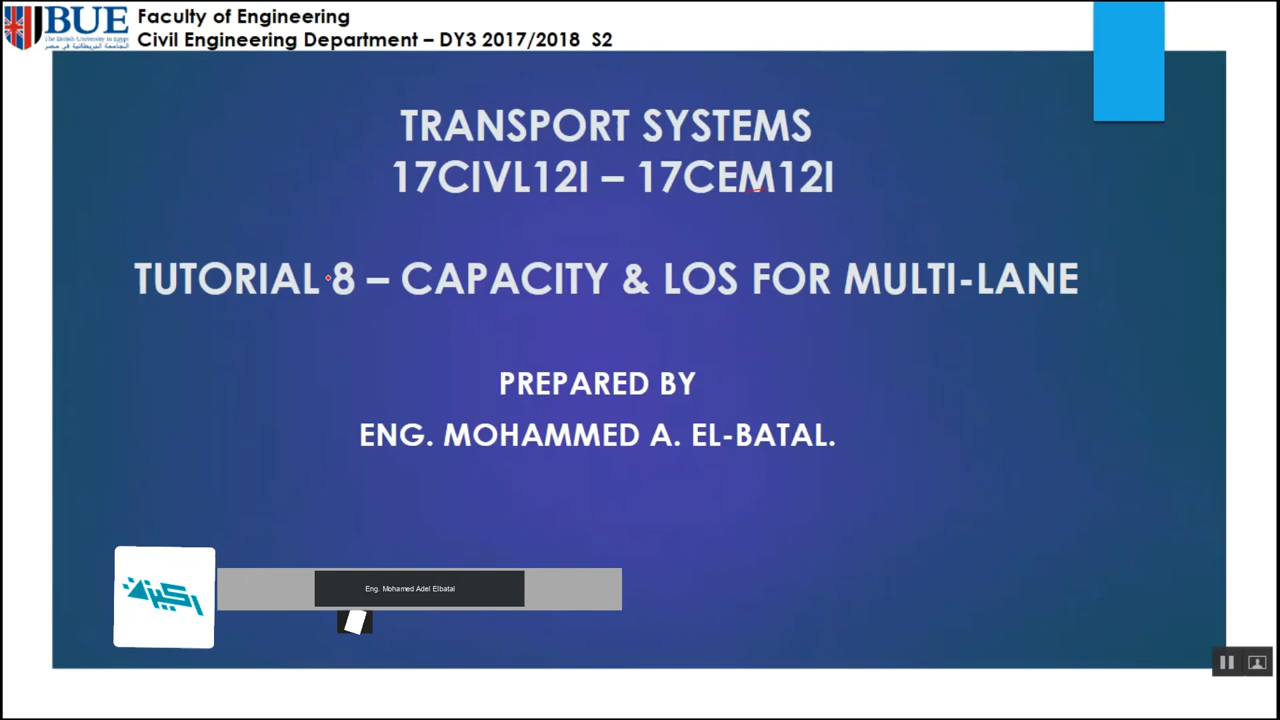 BUE
The British University in Egypt
الجامعة البريطانية في مصر
Faculty of Engineering
Civil Engineering Department – DY3 2017/2018 S2
TRANSPORT SYSTEMS
17CIVL12I – 17CEM12I
TUTORIAL 8 – CAPACITY & LOS FOR MULTI-LANE
PREPARED BY
ENG. MOHAMMED A. EL-BATAL.
Eng. Mohamed Adel Elbatal